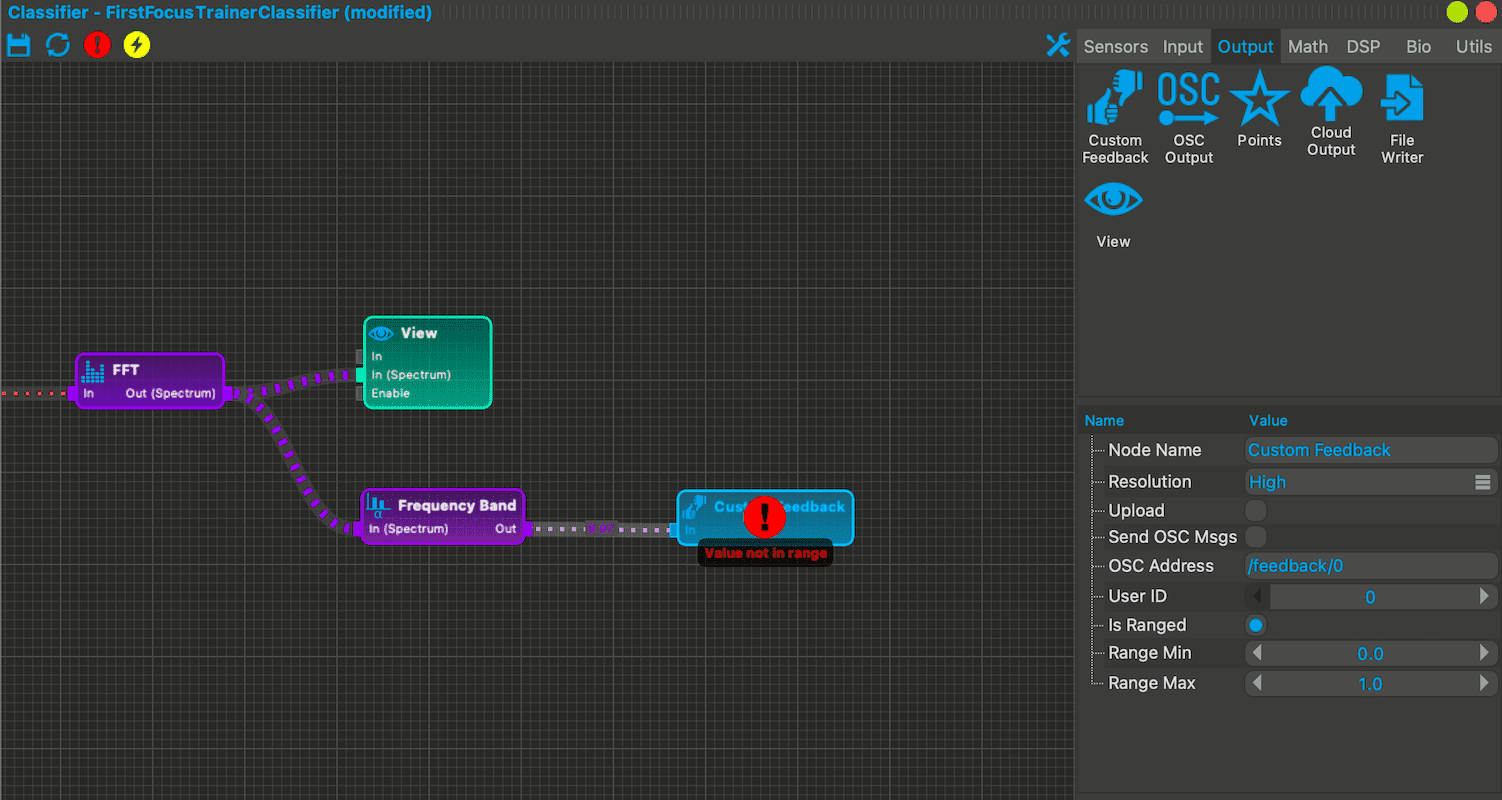 Classifier - FirstFocusTrainerClassifier (modified)
Sensors Input Output Math DSP Bio Utils
OSC
Custom Feedback
OSC Output
Points
Cloud Output
File Writer
View
View
In
In (Spectrum)
Enable
FFT
In Out (Spectrum)
Frequency Band
In (Spectrum) Out
Custom Feedback
In
Value not in range
Name Value
Node Name Custom Feedback
Resolution High
Upload
Send OSC Msgs
OSC Address /feedback/0
User ID 0
Is Ranged
Range Min 0.0
Range Max 1.0